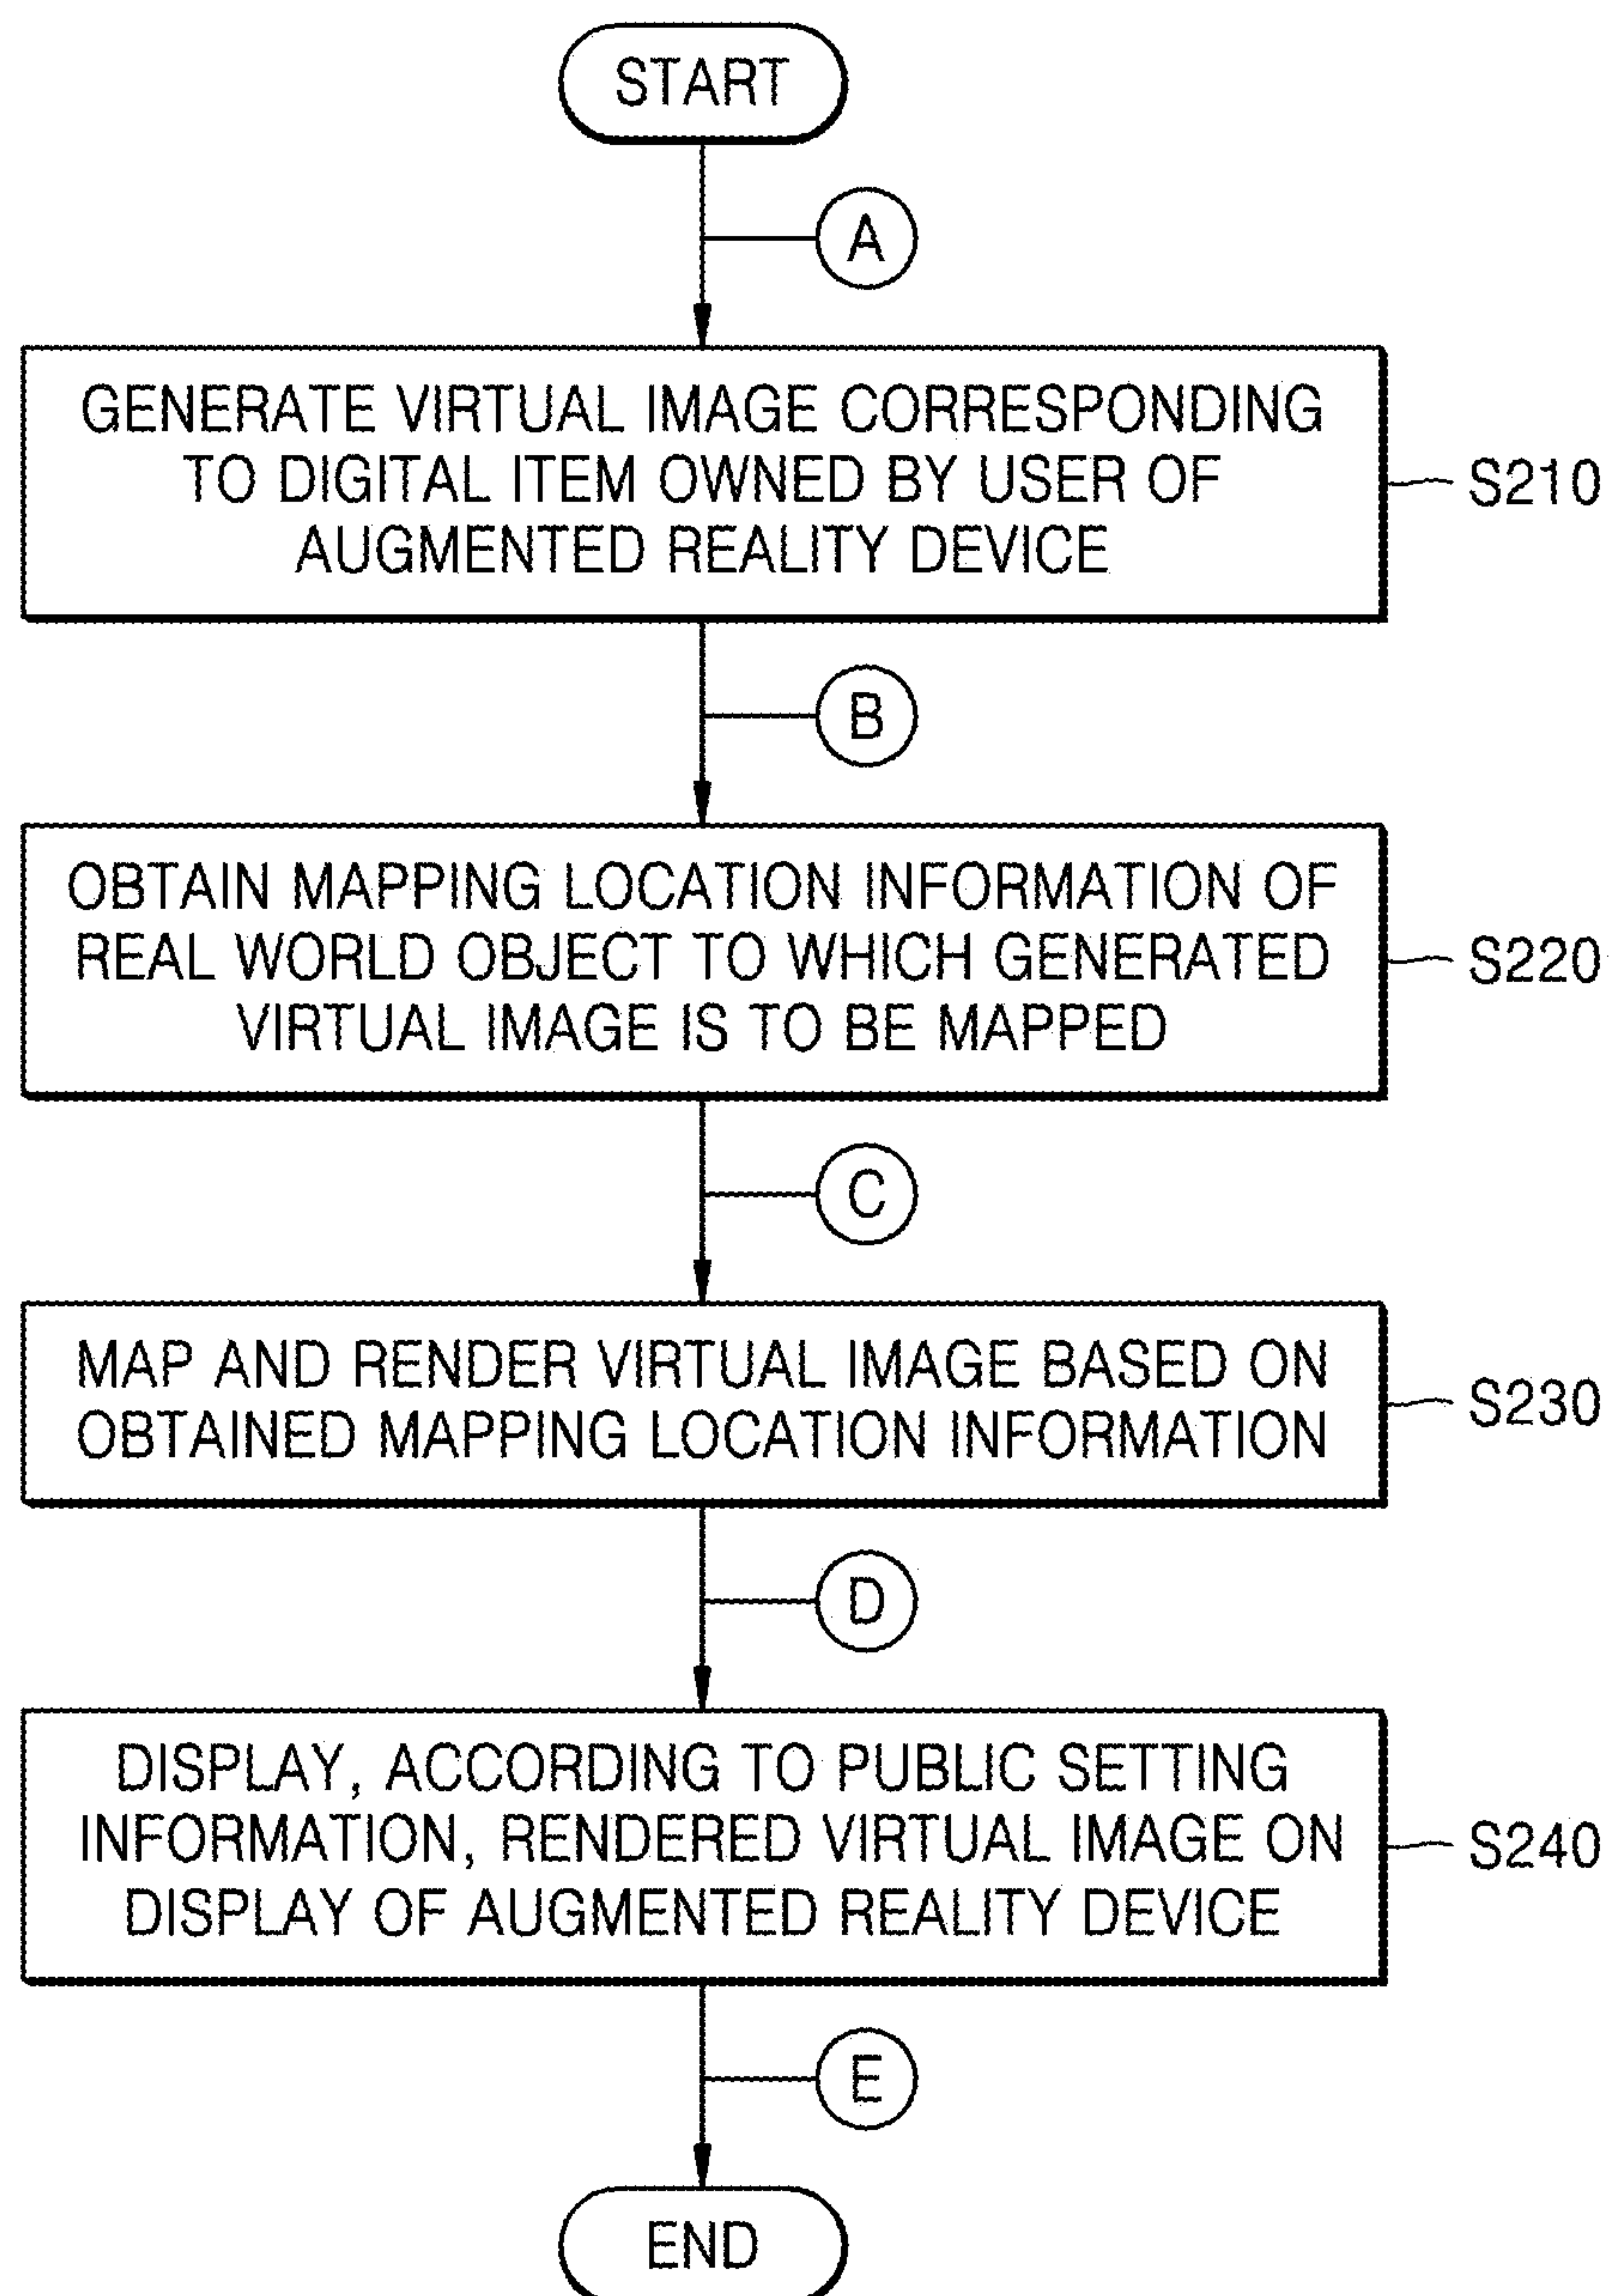 START
A
GENERATE VIRTUAL IMAGE CORRESPONDING
TO DIGITAL ITEM OWNED BY USER OF
AUGMENTED REALITY DEVICE
S210
B
OBTAIN MAPPING LOCATION INFORMATION OF
REAL WORLD OBJECT TO WHICH GENERATED
VIRTUAL IMAGE IS TO BE MAPPED
S220
C
MAP AND RENDER VIRTUAL IMAGE BASED ON
OBTAINED MAPPING LOCATION INFORMATION
S230
D
DISPLAY, ACCORDING TO PUBLIC SETTING
INFORMATION, RENDERED VIRTUAL IMAGE ON
DISPLAY OF AUGMENTED REALITY DEVICE
S240
E
END